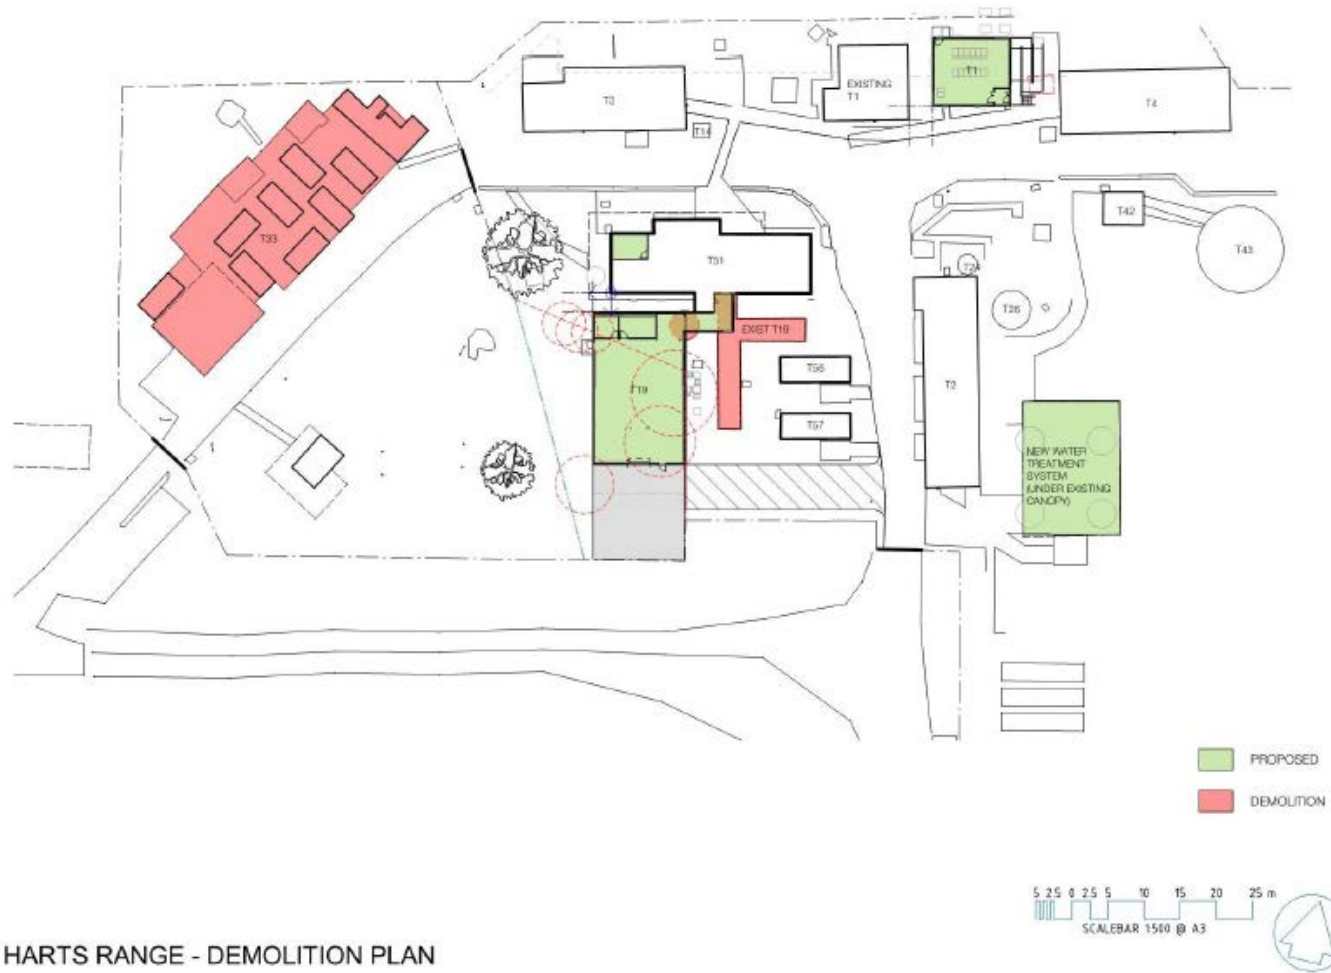 T1
EXISTING
T1
T3
T4
T14
T42
T33
T51
T43
T24
T26
EXIST T19
T56
T2
T19
T57
NEW WATER
TREATMENT
SYSTEM
(UNDER EXISTING
CANOPY)
PROPOSED
DEMOLITION
5 2.5 0 2.5 5 10 15 20 25 m
SCALEBAR 1:500 @ A3
HARTS RANGE - DEMOLITION PLAN